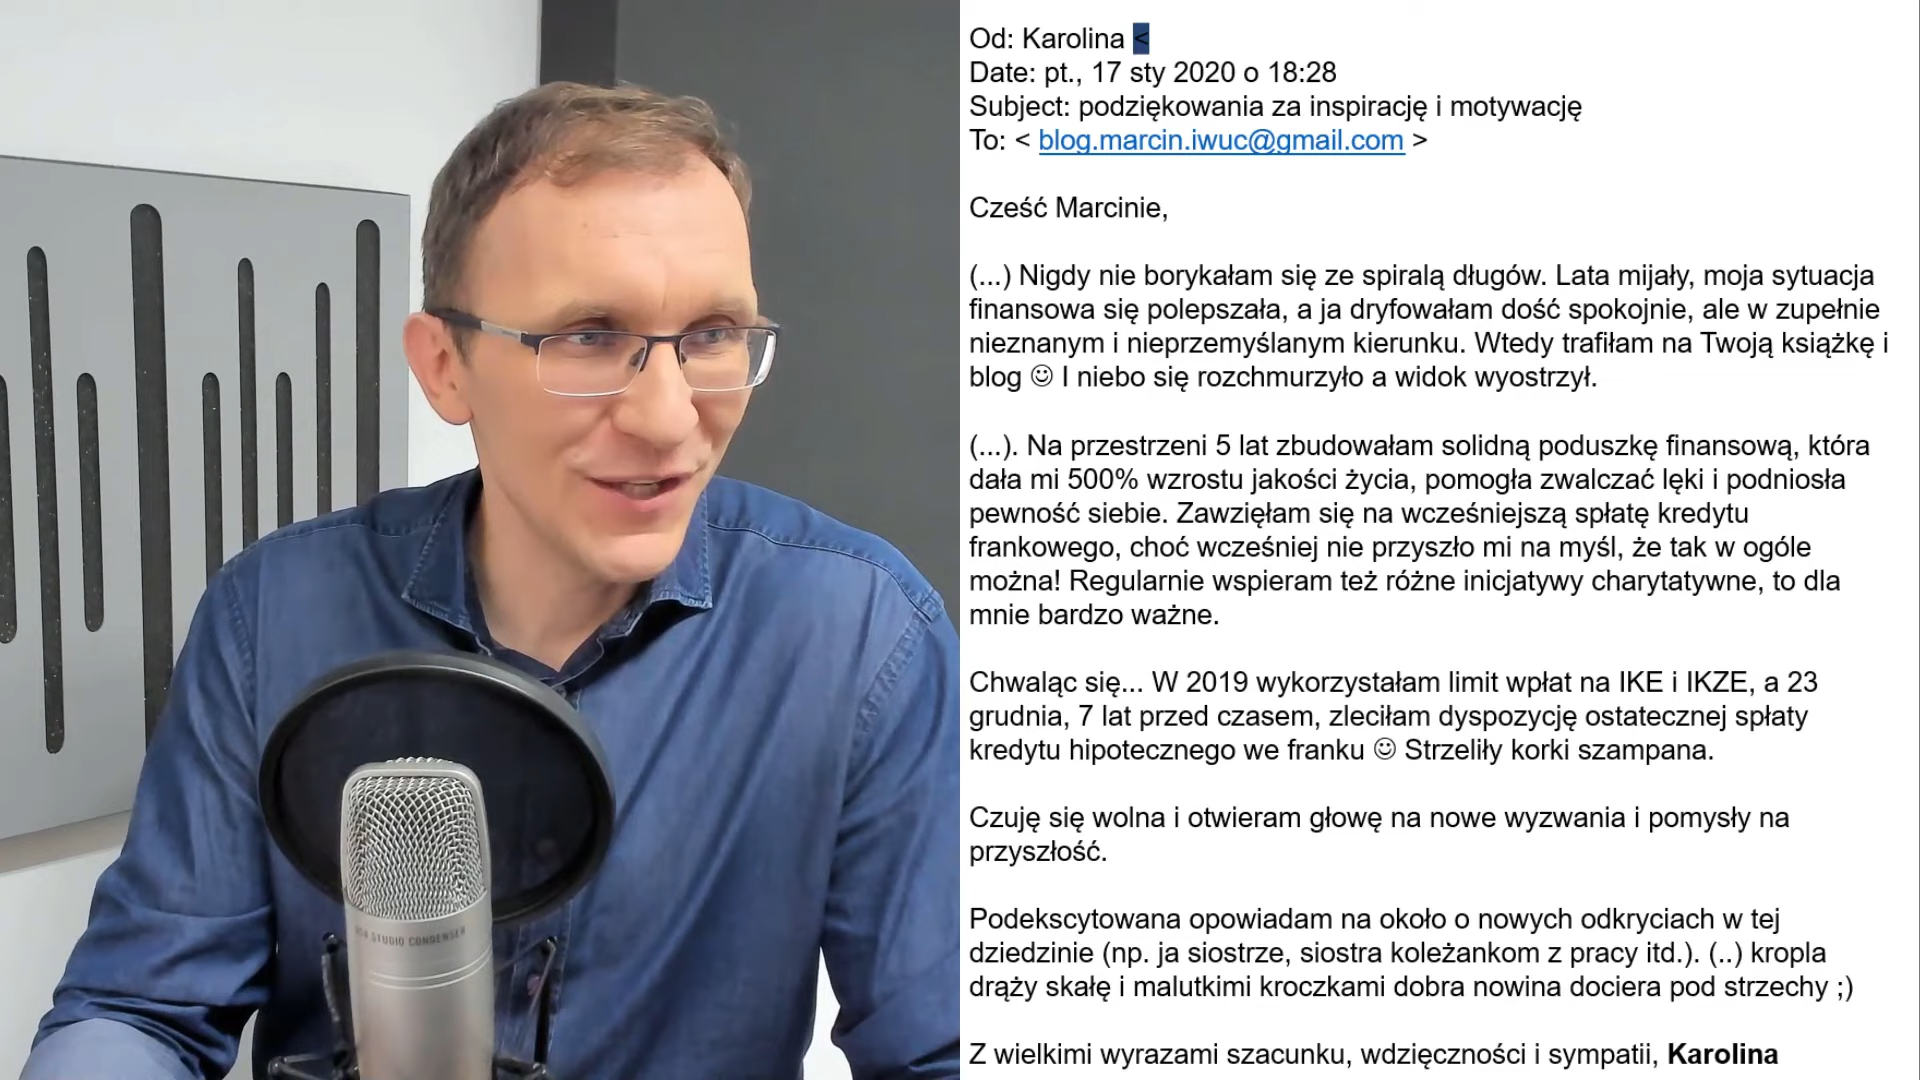 Od: Karolina <
Date: pt., 17 sty 2020 o 18:28
Subject: podziękowania za inspirację i motywację
To: < blog.marcin.iwuc@gmail.com >
Cześć Marcinie,
(...) Nigdy nie borykałam się ze spiralą długów. Lata mijały, moja sytuacja
finansowa się polepszała, a ja dryfowałam dość spokojnie, ale w zupełnie
nieznanym i nieprzemyślanym kierunku. Wtedy trafiłam na Twoją książkę i
blog ☺ I niebo się rozchmurzyło a widok wyostrzył.
(...). Na przestrzeni 5 lat zbudowałam solidną poduszkę finansową, która
dała mi 500% wzrostu jakości życia, pomogła zwalczać lęki i podniosła
pewność siebie. Zawzięłam się na wcześniejszą spłatę kredytu
frankowego, choć wcześniej nie przyszło mi na myśl, że tak w ogóle
można! Regularnie wspieram też różne inicjatywy charytatywne, to dla
mnie bardzo ważne.
Chwaląc się... W 2019 wykorzystałam limit wpłat na IKE i IKZE, a 23
grudnia, 7 lat przed czasem, zleciłam dyspozycję ostatecznej spłaty
kredytu hipotecznego we franku ☺ Strzeliły korki szampana.
Czuję się wolna i otwieram głowę na nowe wyzwania i pomysły na
przyszłość.
Podekscytowana opowiadam na około o nowych odkryciach w tej
dziedzinie (np. ja siostrze, siostra koleżankom z pracy itd.). (..) kropla
drąży skałę i malutkimi kroczkami dobra nowina dociera pod strzechy ;)
Z wielkimi wyrazami szacunku, wdzięczności i sympatii, Karolina
STUDIO CONDENSER